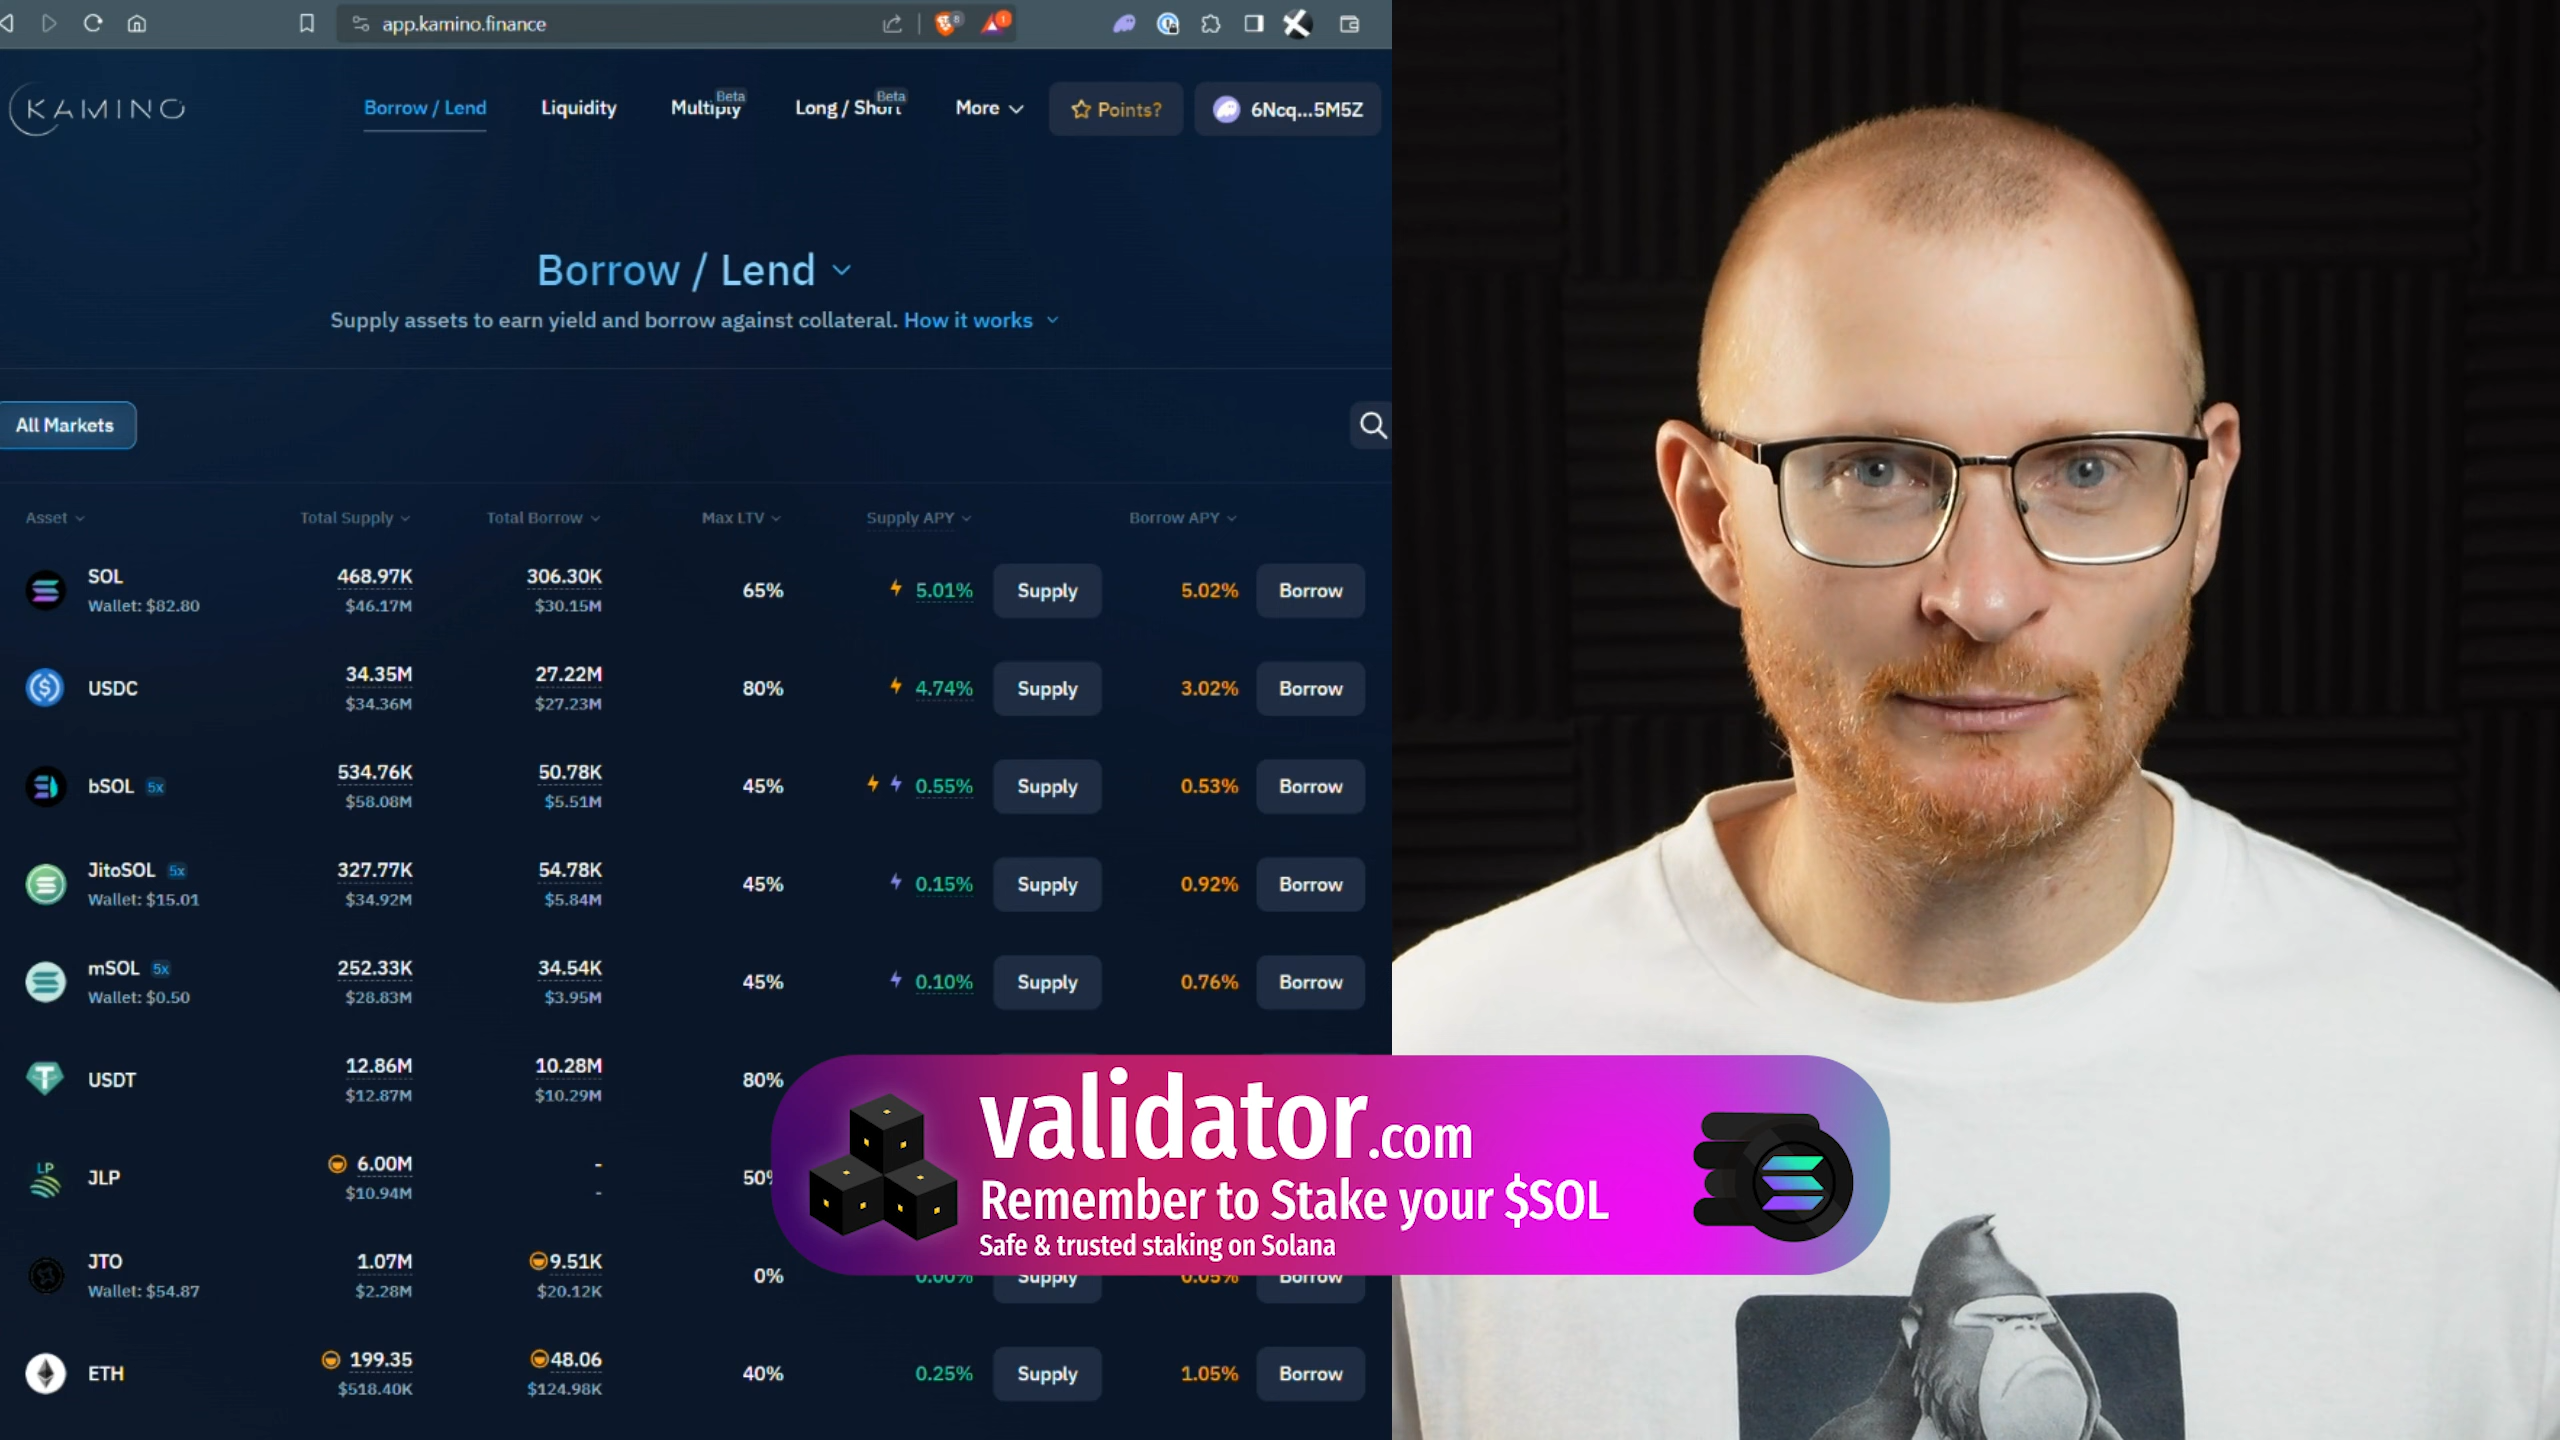 app.kamino.finance
8
1
KAMINO
Borrow / Lend
Liquidity
Multiply Beta
Long / Short Beta
More
Points?
6Ncq...5M5Z
Borrow / Lend
Supply assets to earn yield and borrow against collateral. How it works
All Markets
Asset Total Supply Total Borrow Max LTV Supply APY Borrow APY
SOL 468.97K 306.30K 65% 5.01% Supply 5.02% Borrow
Wallet: $82.80 $46.17M $30.15M
USDC 34.35M 27.22M 80% 4.74% Supply 3.02% Borrow
$34.36M $27.23M
bSOL 5x 534.76K 50.78K 45% 0.55% Supply 0.53% Borrow
$58.08M $5.51M
JitoSOL 5x 327.77K 54.78K 45% 0.15% Supply 0.92% Borrow
Wallet: $15.01 $34.92M $5.84M
mSOL 5x 252.33K 34.54K 45% 0.10% Supply 0.76% Borrow
Wallet: $0.50 $28.83M $3.95M
USDT 12.86M 10.28M 80%
$12.87M $10.29M
LP
JLP 6.00M - 50%
$10.94M -
JTO 1.07M 9.51K 0% 0.00% Supply 0.05% Borrow
Wallet: $54.87 $2.28M $20.12K
ETH 199.35 48.06 40% 0.25% Supply 1.05% Borrow
$518.40K $124.98K
validator.com
Remember to Stake your $SOL
Safe & trusted staking on Solana